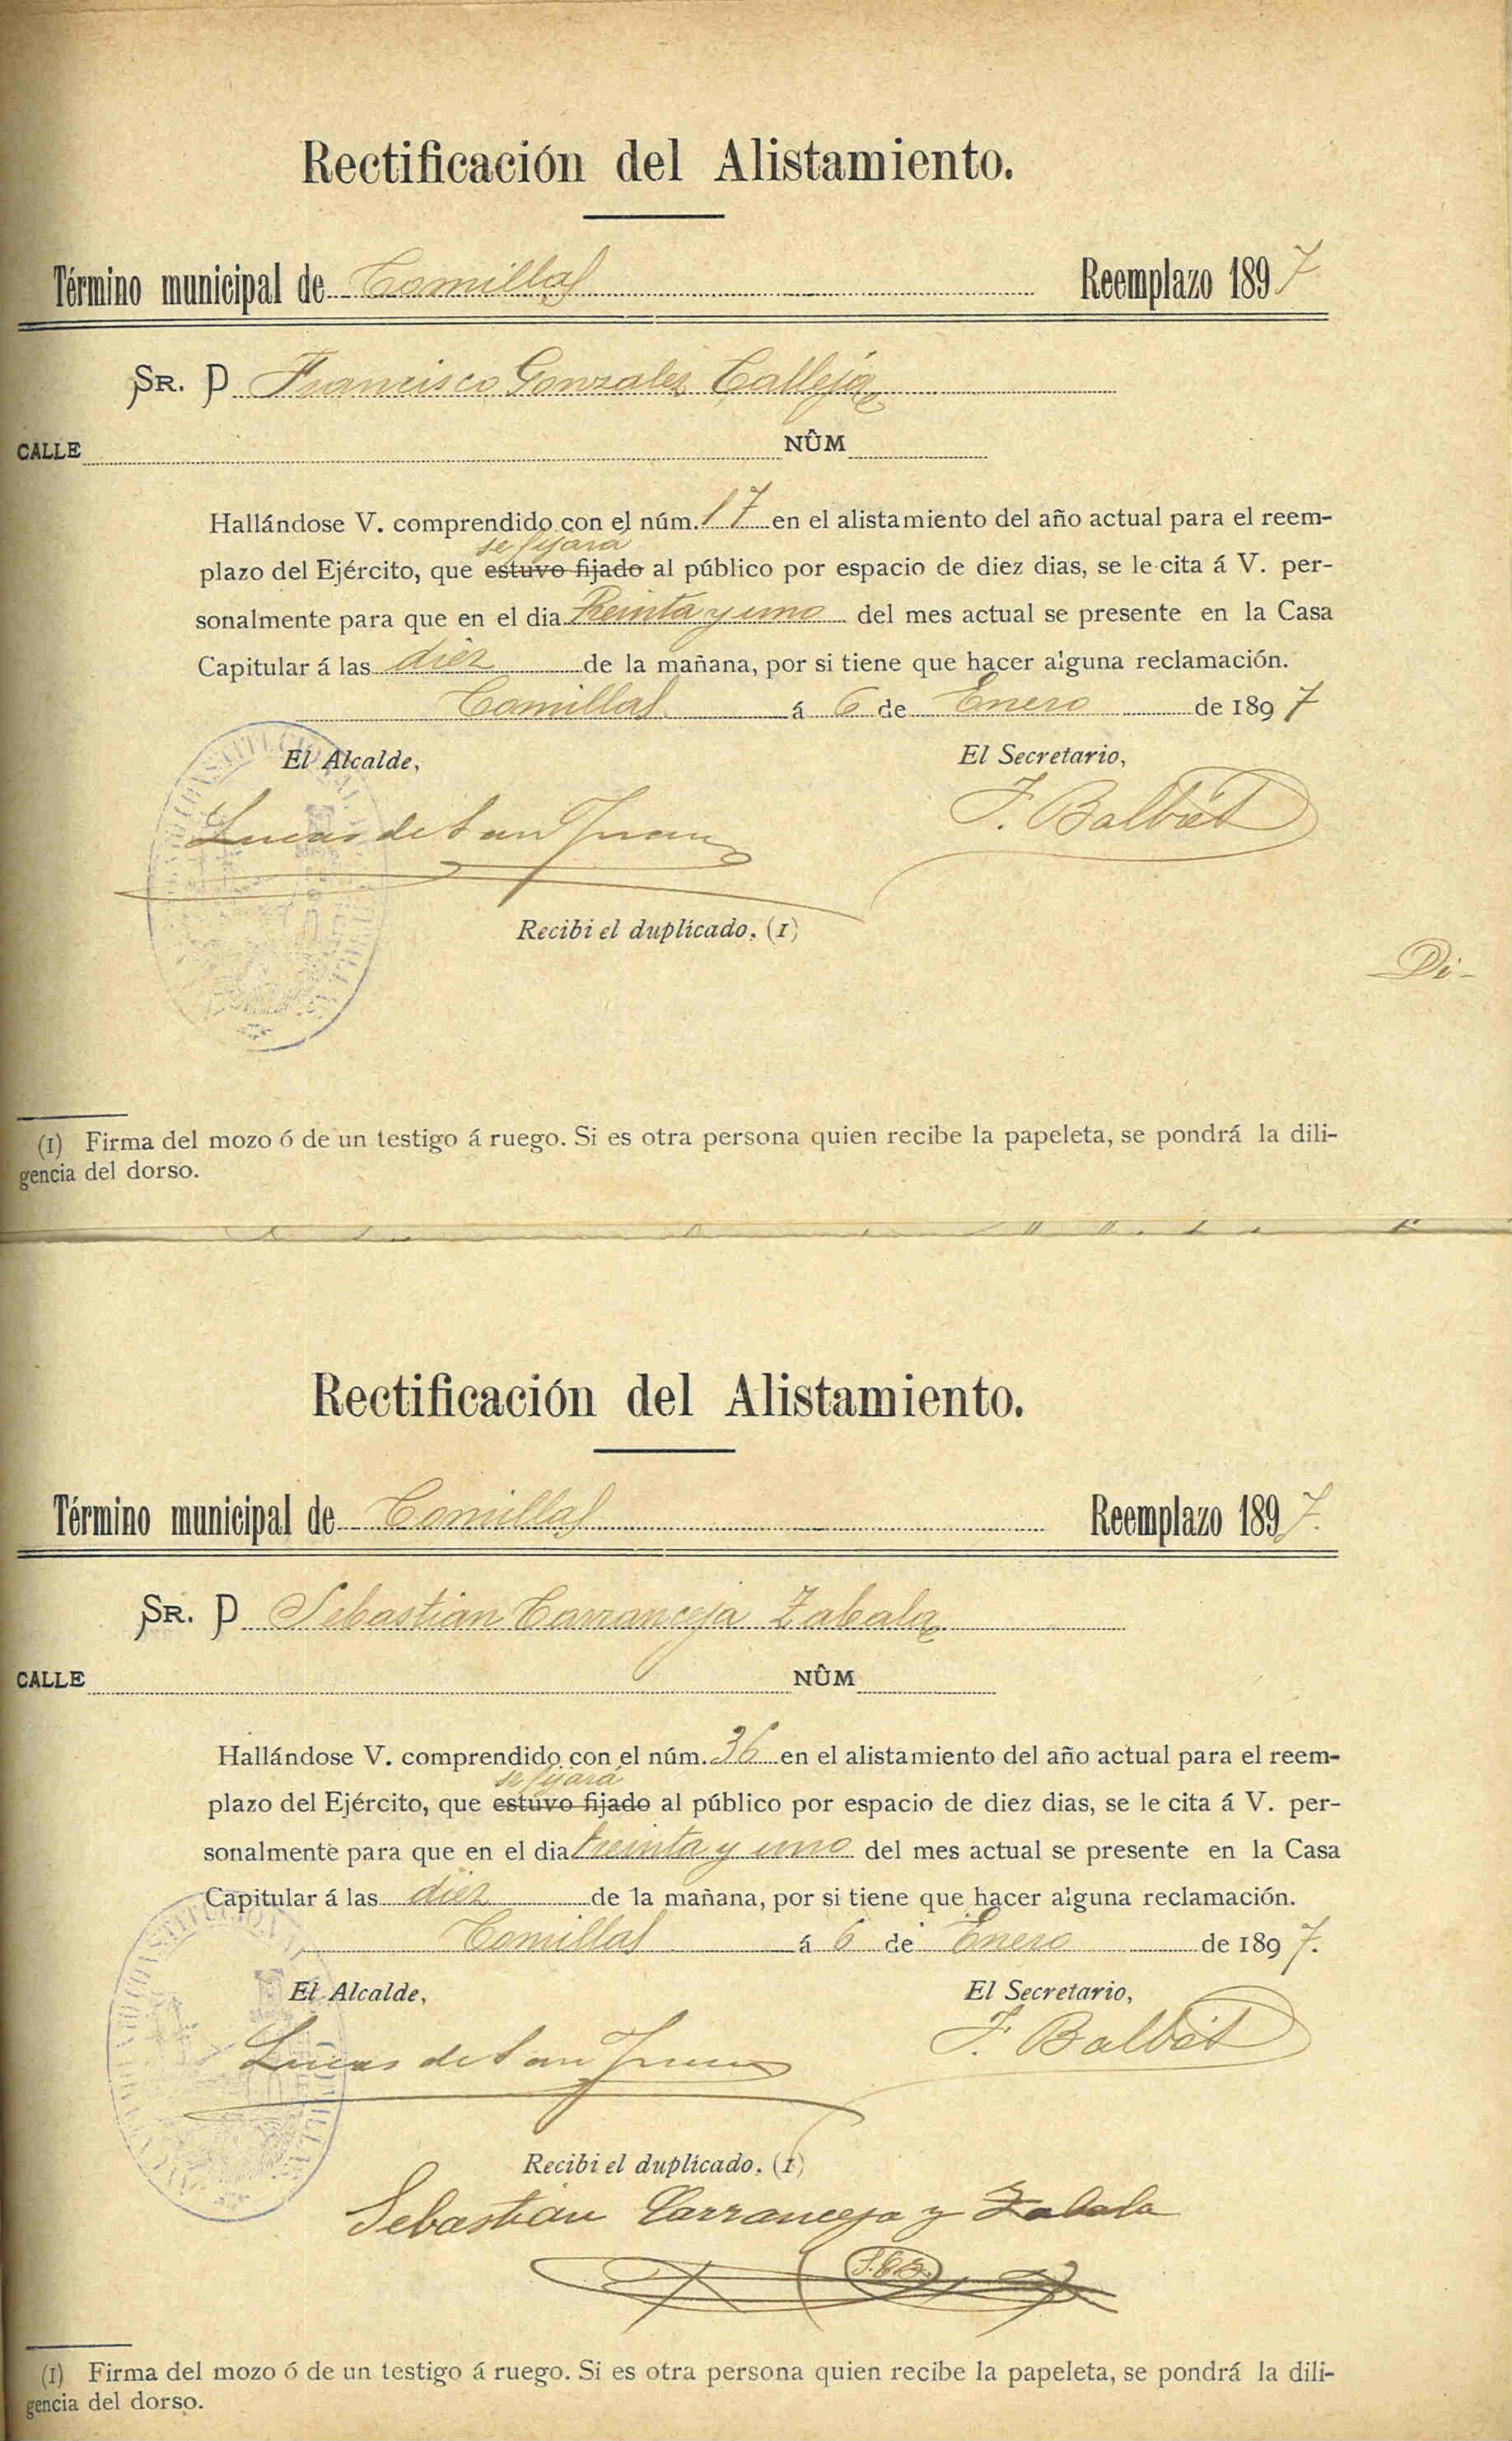 Rectificación del Alistamiento.
Término municipal de Comillas Reemplazo 1897
SR. D Francisco Gonzalez Calleja
CALLE NÚM
Hallándose V. comprendido con el núm. 17 en el alistamiento del año actual para el reem-
se fijará
plazo del Ejército, que estuvo fijado al público por espacio de diez dias, se le cita á V. per-
sonalmente para que en el dia Treinta y uno del mes actual se presente en la Casa
Capitular á las diez de la mañana, por si tiene que hacer alguna reclamación.
Comillas á 6 de Enero de 1897
El Alcalde, El Secretario,
Lucas de San Juan F. Balbás
Recibi el duplicado. (1)
Di-
(1) Firma del mozo ó de un testigo á ruego. Si es otra persona quien recibe la papeleta, se pondrá la dili-
gencia del dorso.
Rectificación del Alistamiento.
Término municipal de Comillas Reemplazo 1897.
SR. D Sebastian Carranceja Zabala
CALLE NÚM
Hallándose V. comprendido con el núm. 36 en el alistamiento del año actual para el reem-
se fijará
plazo del Ejército, que estuvo fijado al público por espacio de diez dias, se le cita á V. per-
sonalmente para que en el dia treinta y uno del mes actual se presente en la Casa
Capitular á las diez de la mañana, por si tiene que hacer alguna reclamación.
Comillas á 6 de Enero de 1897.
El Alcalde, El Secretario,
Lucas de San Juan F. Balbás
Recibi el duplicado. (1)
Sebastian Carranceja y Zabala
(1) Firma del mozo ó de un testigo á ruego. Si es otra persona quien recibe la papeleta, se pondrá la dili-
gencia del dorso.